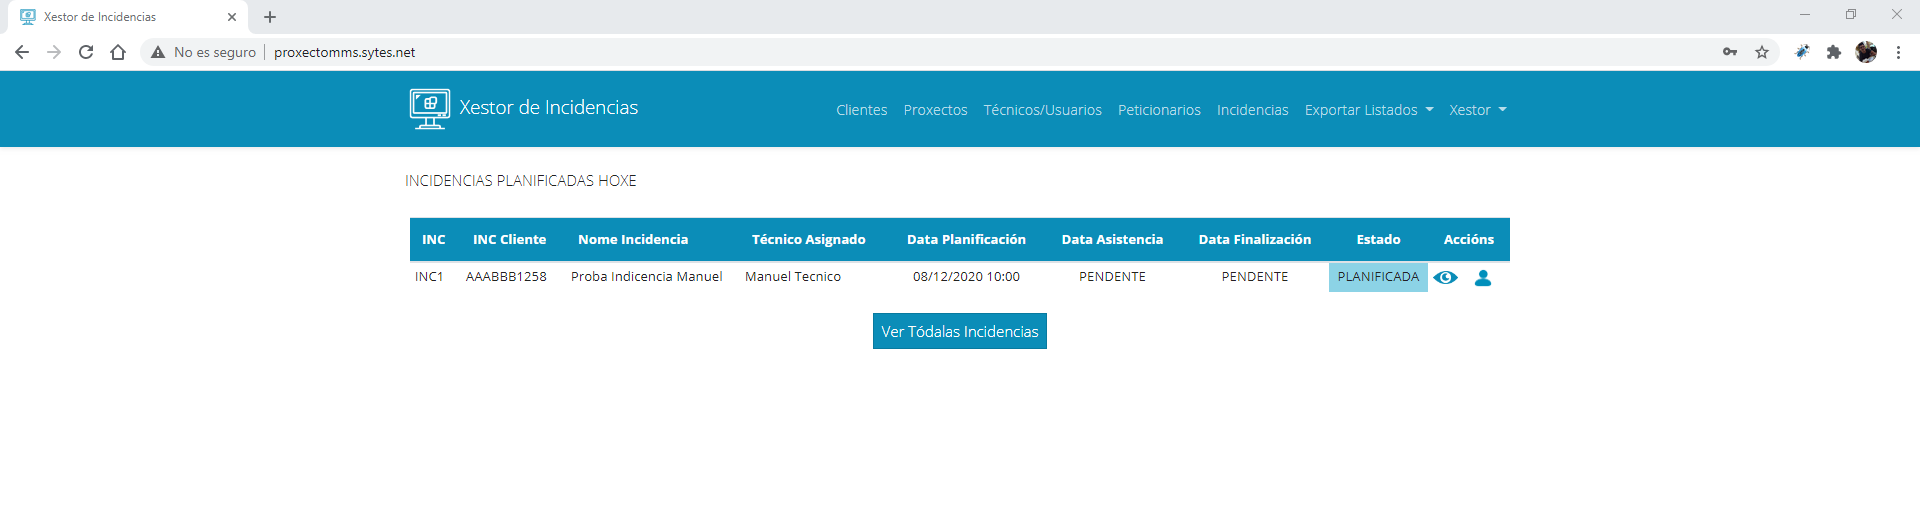 Xestor de Incidencias
No es seguro | proxectomms.sytes.net
Xestor de Incidencias Clientes Proxectos Técnicos/Usuarios Peticionarios Incidencias Exportar Listados Xestor
INCIDENCIAS PLANIFICADAS HOXE
INC INC Cliente Nome Incidencia Técnico Asignado Data Planificación Data Asistencia Data Finalización Estado Accións
INC1 AAABBB1258 Proba Indicencia Manuel Manuel Tecnico 08/12/2020 10:00 PENDENTE PENDENTE PLANIFICADA
Ver Tódalas Incidencias